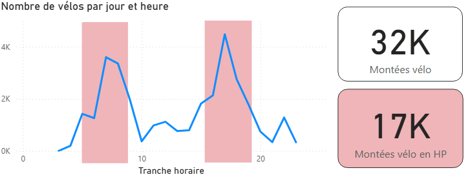 Nombre de vélos par jour et heure
4K
2K
0K
0
10
20
Tranche horaire
32K
Montées vélo
17K
Montées vélo en HP